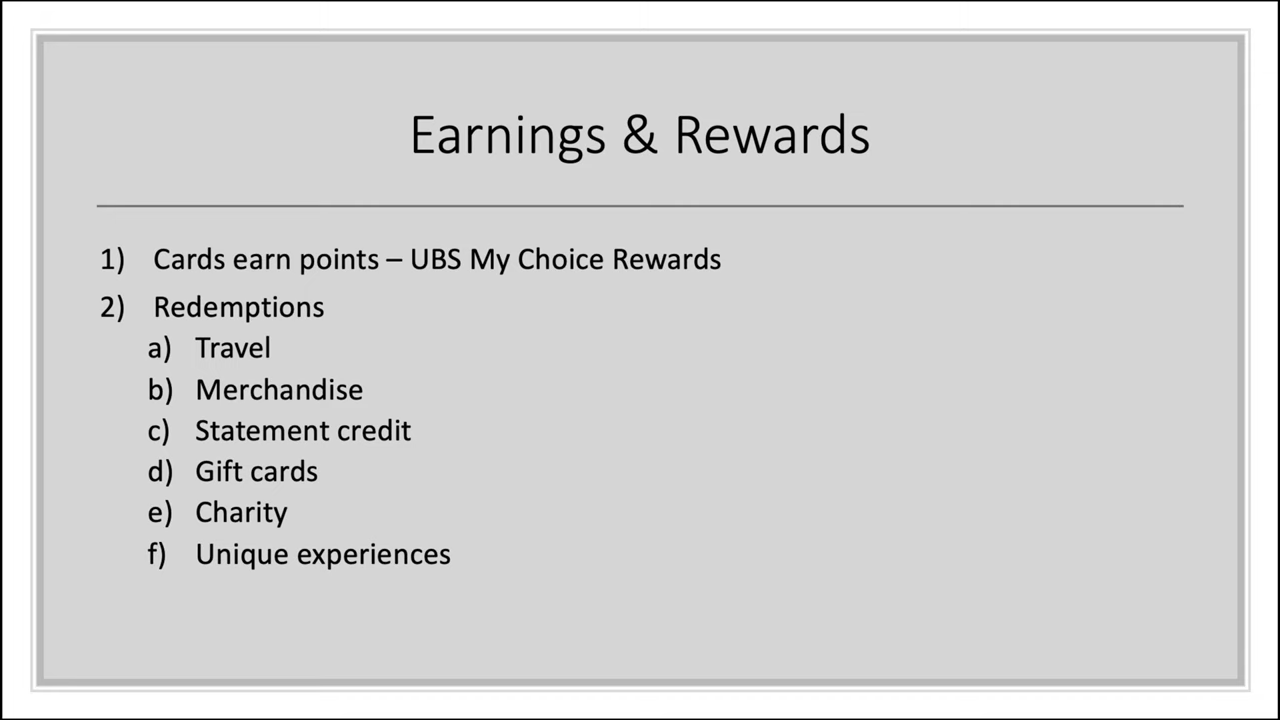 Earnings & Rewards
1) Cards earn points – UBS My Choice Rewards
2) Redemptions
a) Travel
b) Merchandise
c) Statement credit
d) Gift cards
e) Charity
f) Unique experiences